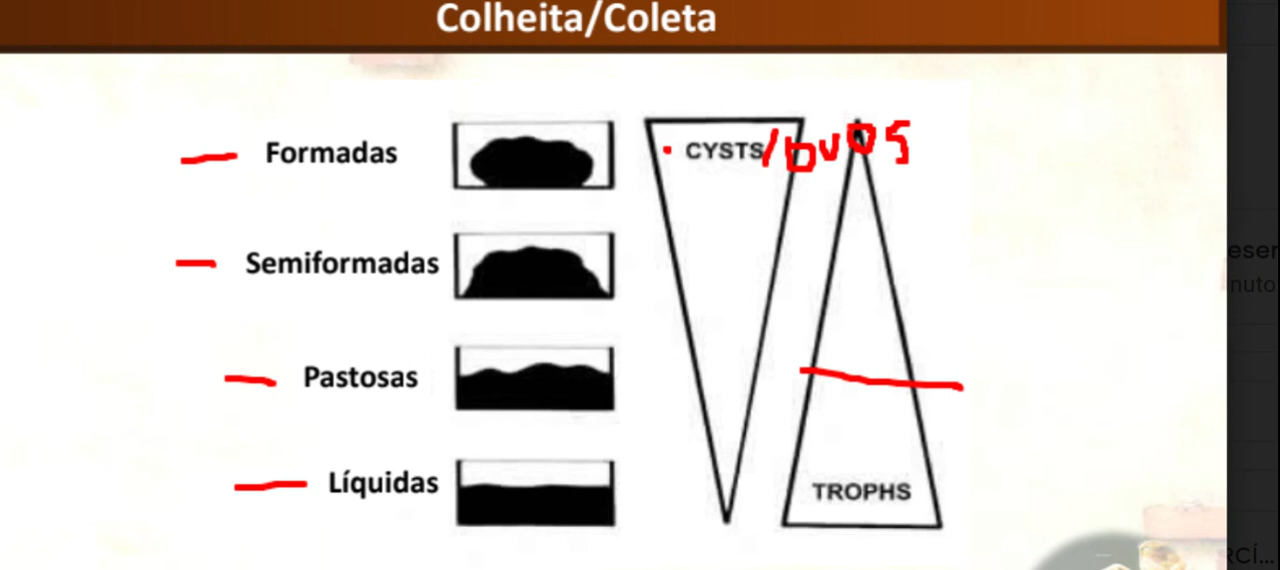 Colheita/Coleta
Formadas
CYSTS/ovos
Semiformadas
Pastosas
Líquidas
TROPHS